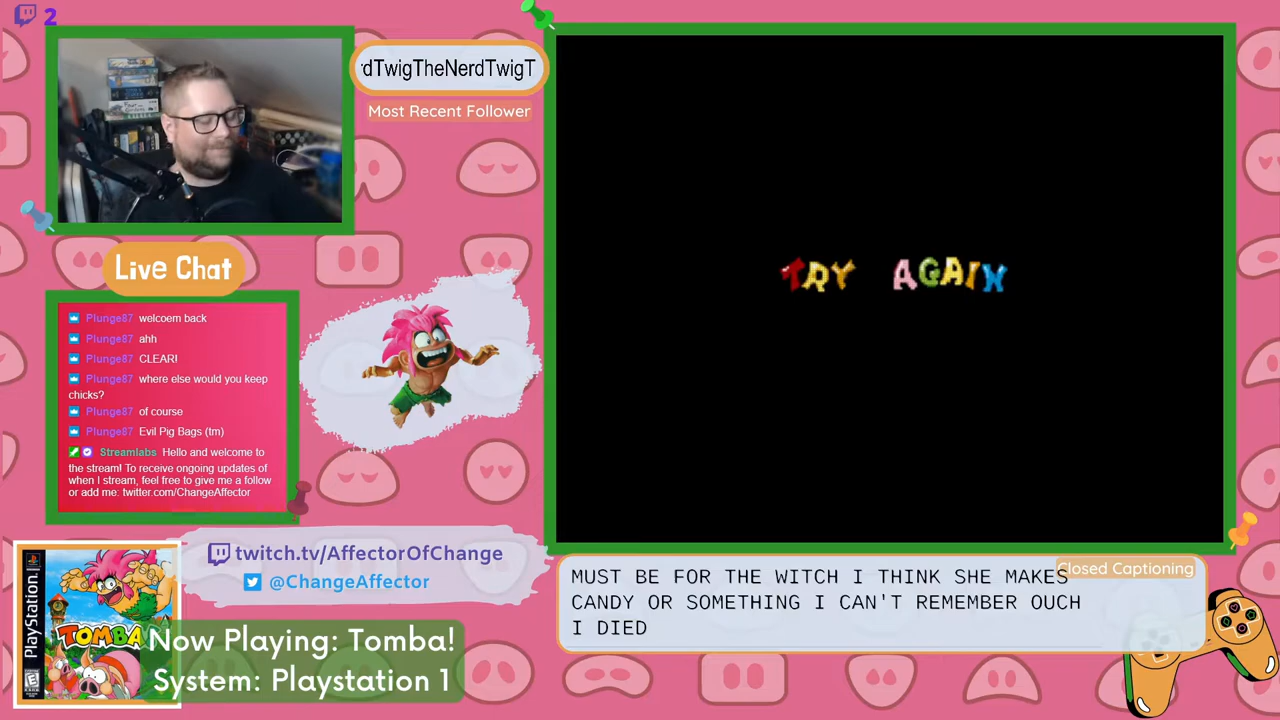 2
dTwigTheNerdTwigT
Most Recent Follower
Live Chat
Plunge87 welcoem back
Plunge87 ahh
Plunge87 CLEAR!
Plunge87 where else would you keep
chicks?
Plunge87 of course
Plunge87 Evil Pig Bags (tm)
Streamlabs Hello and welcome to
the stream! To receive ongoing updates of
when I stream, feel free to give me a follow
or add me: twitter.com/ChangeAffector
TRY AGAIN
twitch.tv/AffectorOfChange
@ChangeAffector
PlayStation
TOMBA
Now Playing: Tomba!
System: Playstation 1
Closed Captioning
MUST BE FOR THE WITCH I THINK SHE MAKES
CANDY OR SOMETHING I CAN'T REMEMBER OUCH
I DIED